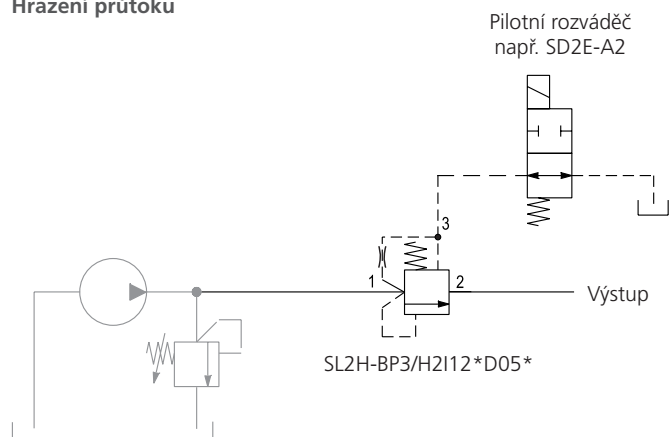 Hrazení průtoku
Pilotní rozváděč
např. SD2E-A2
3
1
2
Výstup
SL2H-BP3/H2I12*D05*